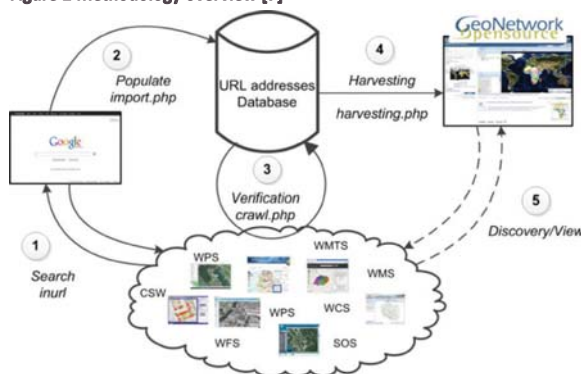 2
Populate
import.php
Google
1
Search
inurl
URL addresses
Database
3
Verification
crawl.php
4
Harvesting
harvesting.php
GeoNetwork
Opensource
5
Discovery/View
WPS
WMTS
WMS
CSW
WPS
WCS
WFS
SOS